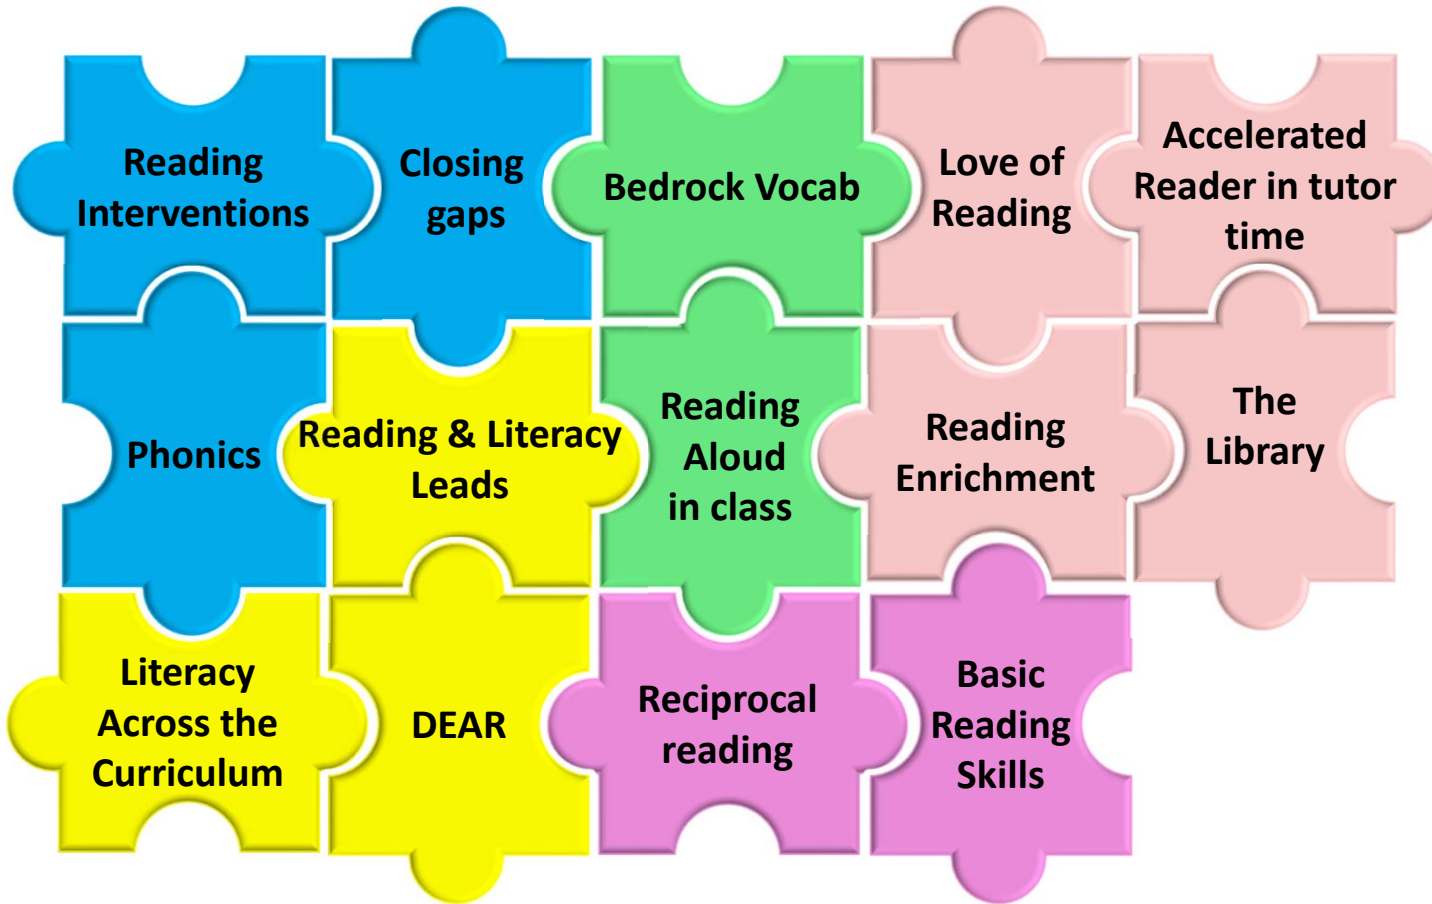 Reading
Interventions
Closing
gaps
Bedrock Vocab
Love of
Reading
Accelerated
Reader in tutor
time
Phonics
Reading & Literacy
Leads
Reading
Aloud
in class
Reading
Enrichment
The
Library
Literacy
Across the
Curriculum
DEAR
Reciprocal
reading
Basic
Reading
Skills